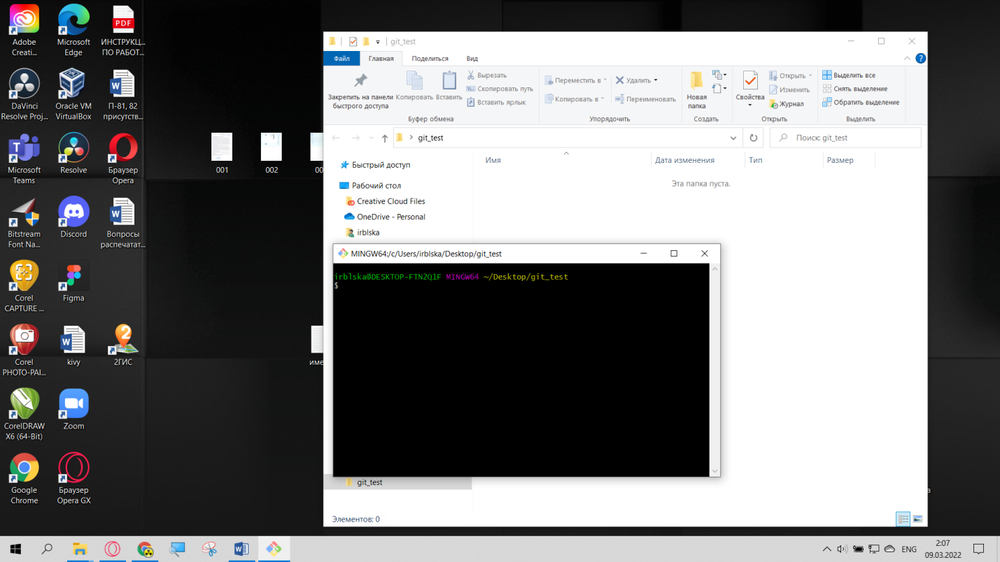 Adobe
Creati...
Microsoft
Edge
PDF
ИНСТРУКЦ...
ПО РАБОТ...
DaVinci
Resolve Proj...
Oracle VM
VirtualBox
П-81, 82
присутств...
Microsoft
Teams
Resolve
Браузер
Opera
Bitstream
Font Na...
Discord
Вопросы
распечатат...
Corel
CAPTURE ...
Figma
Corel
PHOTO-PAI...
kivy
2ГИС
CorelDRAW
X6 (64-Bit)
Zoom
Google
Chrome
Браузер
Opera GX
001
002
00
име
git_test
Файл
Главная
Поделиться
Вид
Закрепить на панели
быстрого доступа
Копировать
Вставить
Вырезать
Скопировать путь
Вставить ярлык
Буфер обмена
Переместить в
Копировать в
Удалить
Переименовать
Упорядочить
Новая
папка
Создать
Свойства
Открыть
Изменить
Журнал
Открыть
Выделить все
Снять выделение
Обратить выделение
Выделить
git_test
Поиск: git_test
Имя
Дата изменения
Тип
Размер
Эта папка пуста.
Быстрый доступ
Рабочий стол
Creative Cloud Files
OneDrive - Personal
irblska
MINGW64:/c/Users/irblska/Desktop/git_test
irblska@DESKTOP-FTN2Q1F MINGW64 ~/Desktop/git_test
$
git_test
Элементов: 0
а
ENG
2:07
09.03.2022